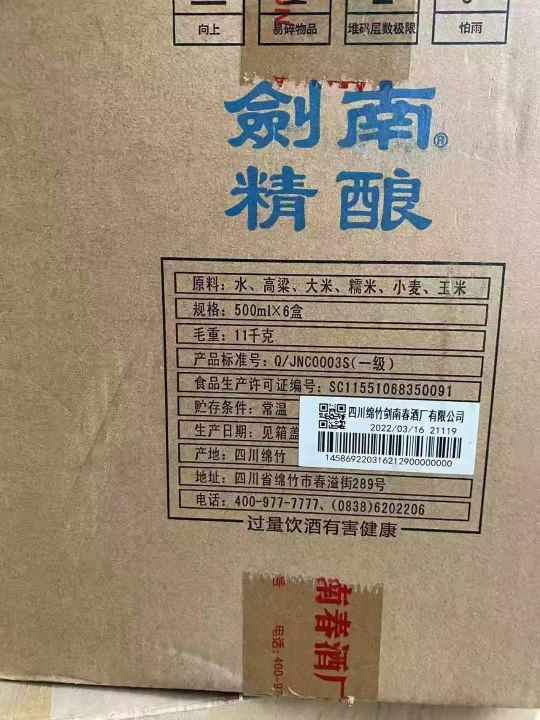 向上 易碎物品 堆码层数极限 怕雨
劍南®
精酿
原料：水、高粱、大米、糯米、小麦、玉米
规格：500ml×6盒
毛重：11千克
产品标准号：Q/JNC0003S(一级)
食品生产许可证编号：SC11551068350091
贮存条件：常温
生产日期：见箱盖
产地：四川绵竹
四川绵竹剑南春酒厂有限公司
2022/03/16 21119
145869220316212900000000
地址：四川省绵竹市春溢街289号
电话：400-977-7777、(0838)6202206
过量饮酒有害健康
南春酒厂
电话:400-97